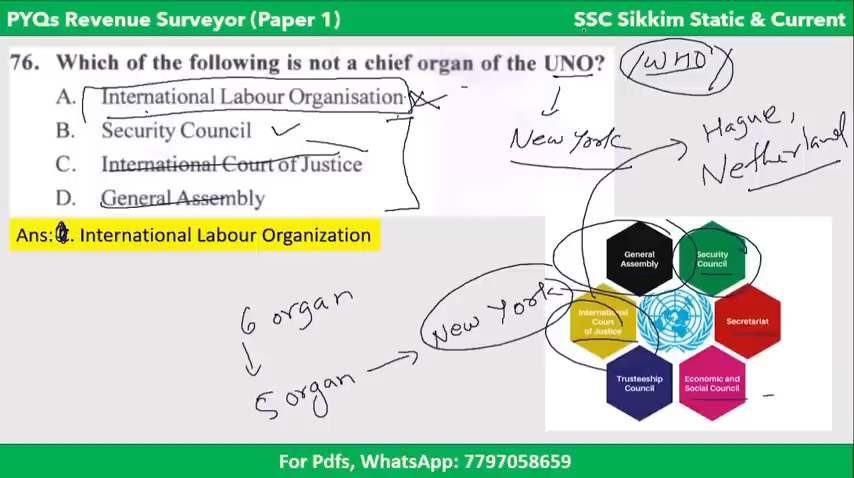 PYQs Revenue Surveyor (Paper 1)
SSC Sikkim Static & Current
76. Which of the following is not a chief organ of the UNO?
A. International Labour Organisation
B. Security Council
C. International Court of Justice
D. General Assembly
Ans: . International Labour Organization
WHO
New York
Hague,
Netherland
6 organ
5 organ
New York
General
Assembly
Security
Council
International
Court
of Justice
Secretariat
Trusteeship
Council
Economic and
Social Council
For Pdfs, WhatsApp: 7797058659